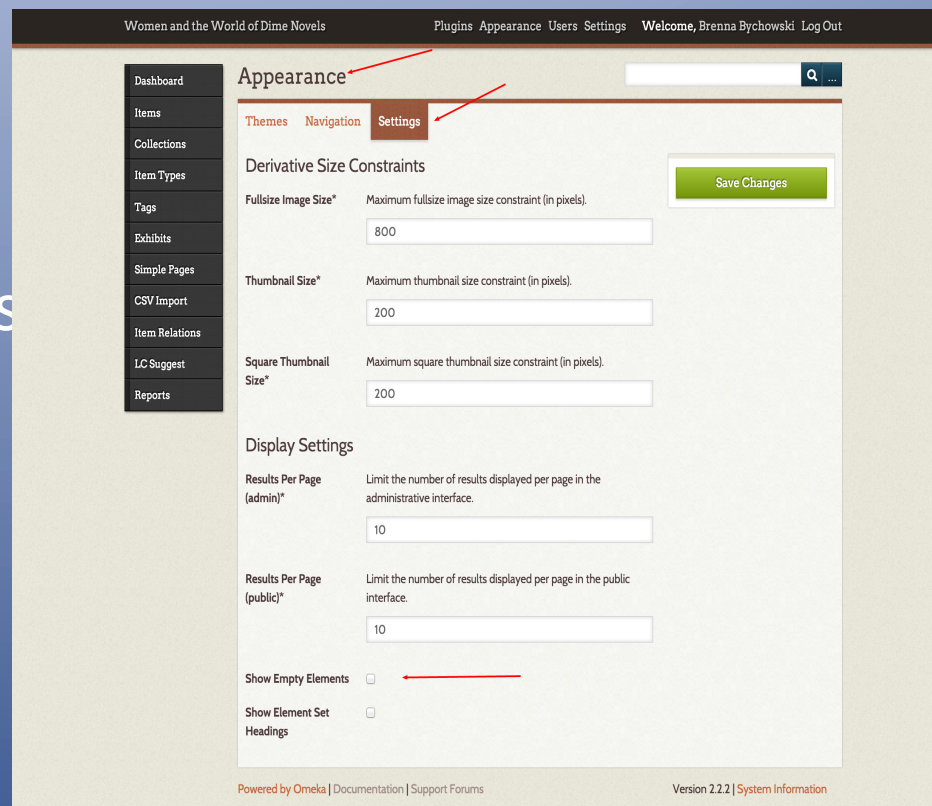 Women and the World of Dime Novels
Plugins Appearance Users Settings Welcome, Brenna Bychowski Log Out
Dashboard
Items
Collections
Item Types
Tags
Exhibits
Simple Pages
CSV Import
Item Relations
LC Suggest
Reports
Appearance
...
Themes Navigation Settings
Save Changes
Derivative Size Constraints
Fullsize Image Size* Maximum fullsize image size constraint (in pixels).
800
Thumbnail Size* Maximum thumbnail size constraint (in pixels).
200
Square Thumbnail Maximum square thumbnail size constraint (in pixels).
Size*
200
Display Settings
Results Per Page Limit the number of results displayed per page in the
(admin)* administrative interface.
10
Results Per Page Limit the number of results displayed per page in the public
(public)* interface.
10
Show Empty Elements
Show Element Set
Headings
Powered by Omeka | Documentation | Support Forums Version 2.2.2 | System Information